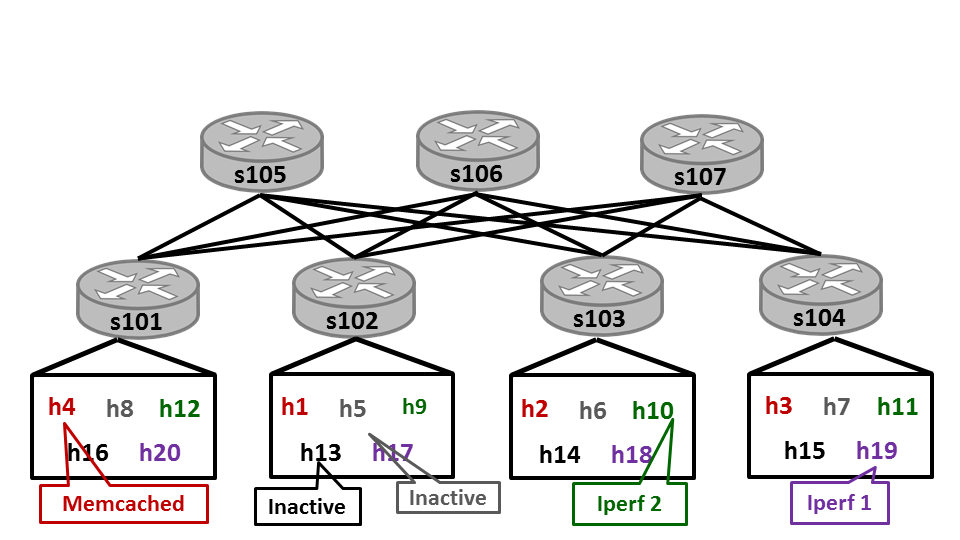 s105 s106 s107
s101 s102 s103 s104
h4 h8 h12 h1 h5 h9 h2 h6 h10 h3 h7 h11
h16 h20 h13 h17 h14 h18 h15 h19
Memcached Inactive Inactive Iperf 2 Iperf 1